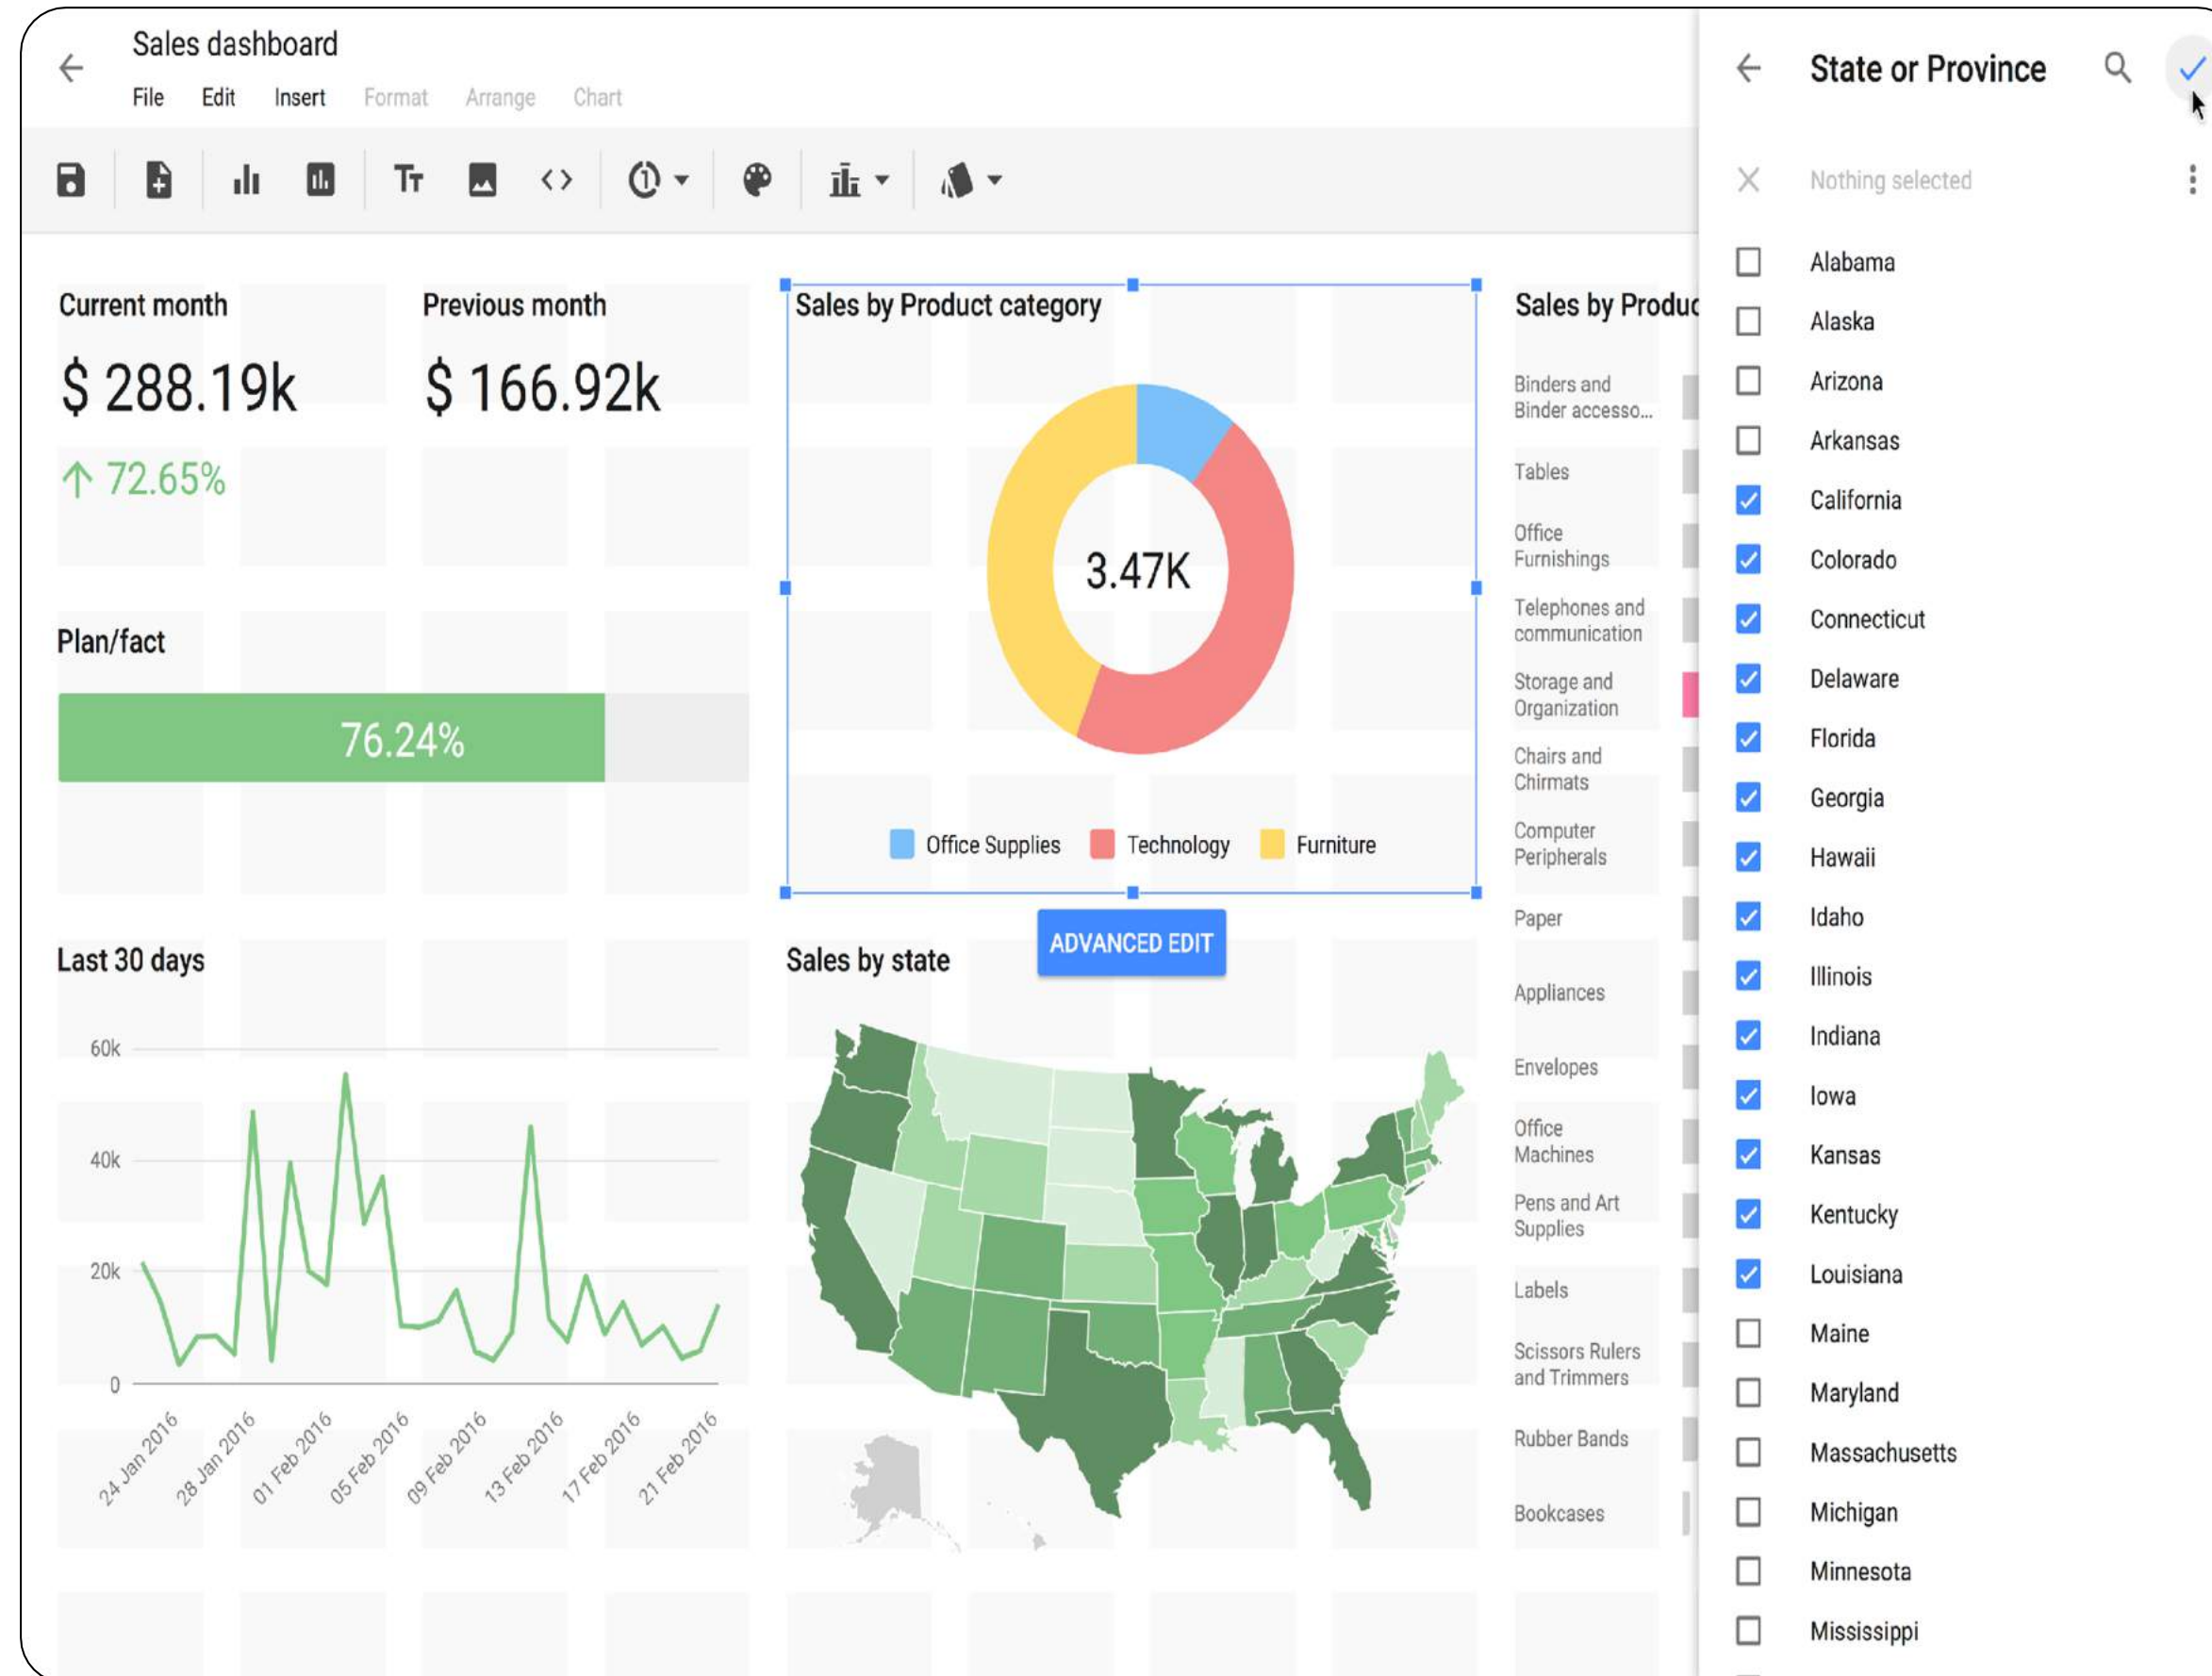 Sales dashboard
File Edit Insert Format Arrange Chart
Current month
$ 288.19k
72.65%
Previous month
$ 166.92k
Plan/fact
76.24%
Last 30 days
60k
40k
20k
0
24 Jan 2016
28 Jan 2016
01 Feb 2016
05 Feb 2016
09 Feb 2016
13 Feb 2016
17 Feb 2016
21 Feb 2016
Sales by Product category
3.47K
Office Supplies Technology Furniture
ADVANCED EDIT
Sales by state
Sales by Produc
Binders and
Binder accesso...
Tables
Office
Furnishings
Telephones and
communication
Storage and
Organization
Chairs and
Chirmats
Computer
Peripherals
Paper
Appliances
Envelopes
Office
Machines
Pens and Art
Supplies
Labels
Scissors Rulers
and Trimmers
Rubber Bands
Bookcases
State or Province
Nothing selected
Alabama
Alaska
Arizona
Arkansas
California
Colorado
Connecticut
Delaware
Florida
Georgia
Hawaii
Idaho
Illinois
Indiana
Iowa
Kansas
Kentucky
Louisiana
Maine
Maryland
Massachusetts
Michigan
Minnesota
Mississippi